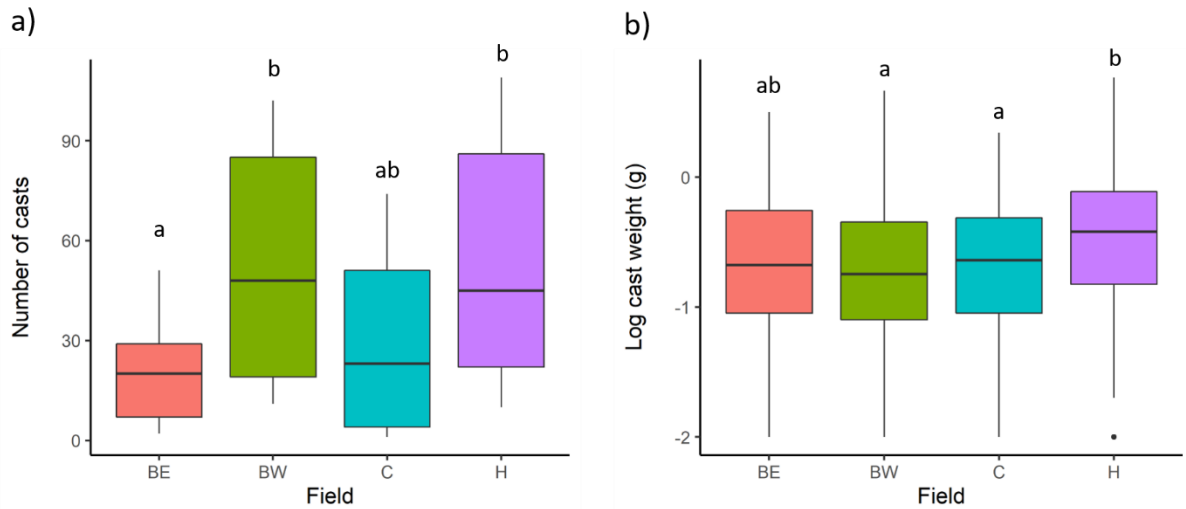 a)
b
b
ab
a
Number of casts
90
60
30
0
BE BW C H
Field
b)
b
ab
a
a
Log cast weight (g)
0
-1
-2
BE BW C H
Field